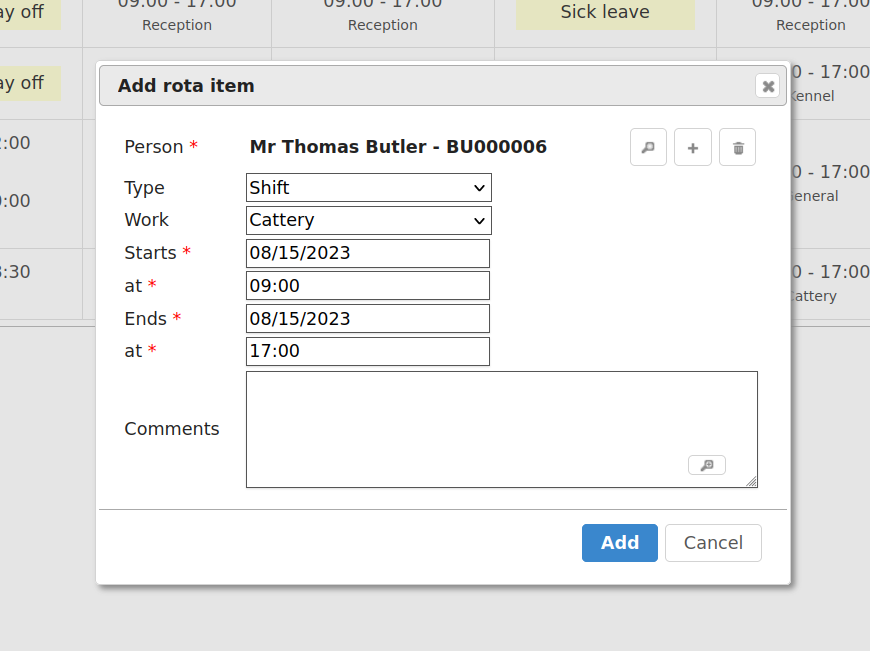 ay off
09:00 - 17:00
Reception
09:00 - 17:00
Reception
Sick leave
09:00 - 17:00
Reception
ay off
0 - 17:00
Kennel
:00
0 - 17:00
eneral
:00
:30
0 - 17:00
attery
Add rota item
Person *
Mr Thomas Butler - BU000006
Type
Shift
Work
Cattery
Starts *
08/15/2023
at *
09:00
Ends *
08/15/2023
at *
17:00
Comments
Add
Cancel